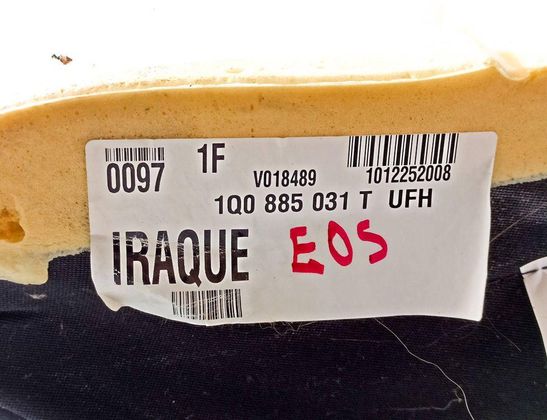 0097 1F V018489 1012252008
1Q0 885 031 T UFH
IRAQUE EOS